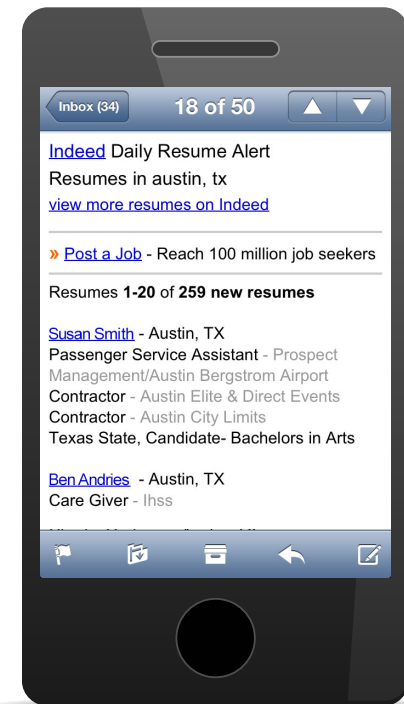 Inbox (34)
18 of 50
Indeed Daily Resume Alert
Resumes in austin, tx
view more resumes on Indeed
» Post a Job - Reach 100 million job seekers
Resumes 1-20 of 259 new resumes
Susan Smith - Austin, TX
Passenger Service Assistant - Prospect
Management/Austin Bergstrom Airport
Contractor - Austin Elite & Direct Events
Contractor - Austin City Limits
Texas State, Candidate- Bachelors in Arts
Ben Andries - Austin, TX
Care Giver - Ihss